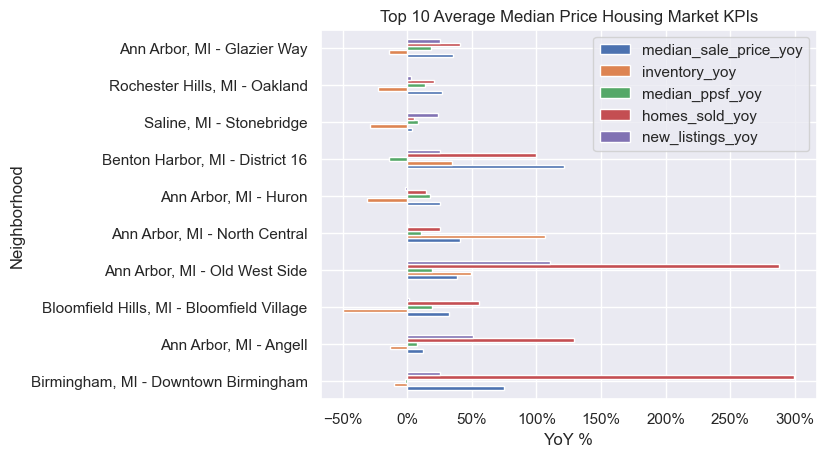 Top 10 Average Median Price Housing Market KPIs
median_sale_price_yoy
inventory_yoy
median_ppsf_yoy
homes_sold_yoy
new_listings_yoy
Neighborhood
Ann Arbor, MI - Glazier Way
Rochester Hills, MI - Oakland
Saline, MI - Stonebridge
Benton Harbor, MI - District 16
Ann Arbor, MI - Huron
Ann Arbor, MI - North Central
Ann Arbor, MI - Old West Side
Bloomfield Hills, MI - Bloomfield Village
Ann Arbor, MI - Angell
Birmingham, MI - Downtown Birmingham
−50% 0% 50% 100% 150% 200% 250% 300%
YoY %